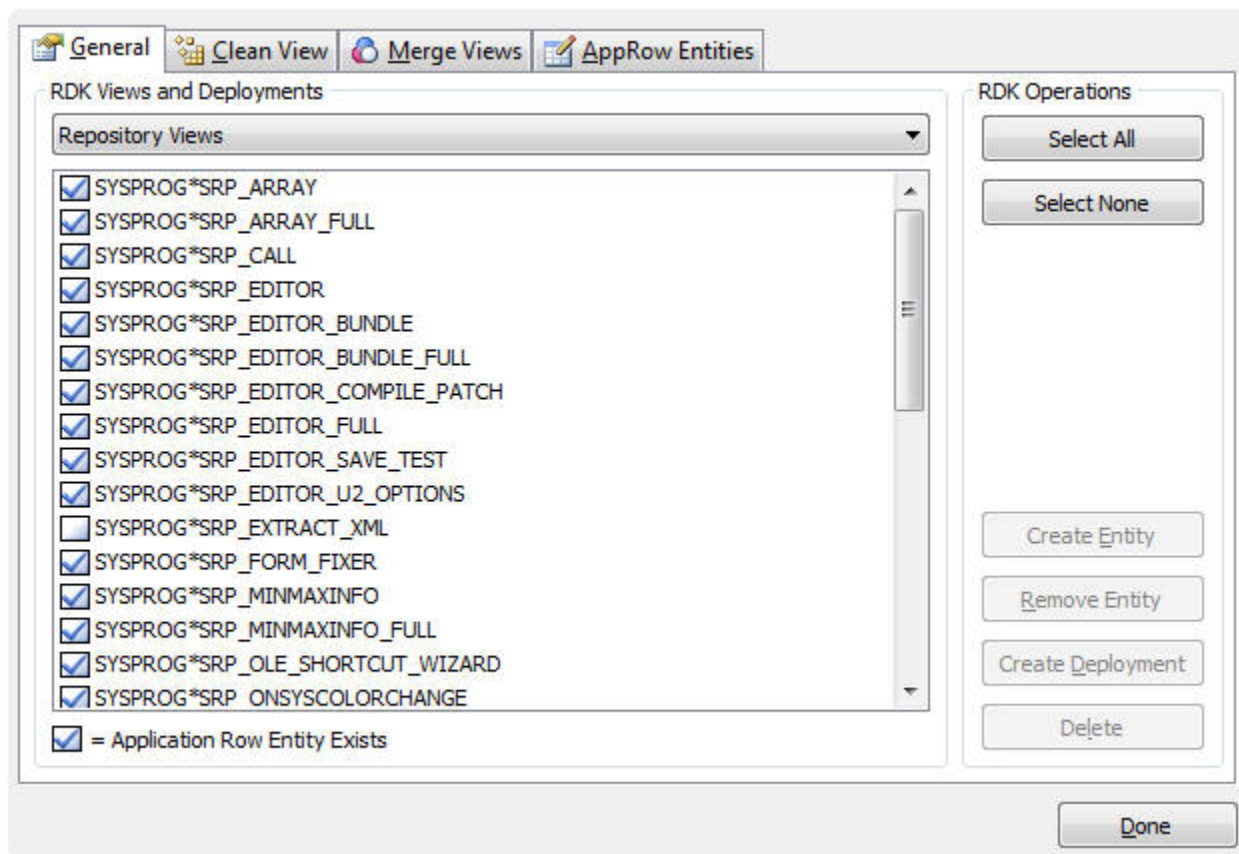 General
Clean View
Merge Views
AppRow Entities
RDK Views and Deployments
Repository Views
SYSPROG*SRP_ARRAY
SYSPROG*SRP_ARRAY_FULL
SYSPROG*SRP_CALL
SYSPROG*SRP_EDITOR
SYSPROG*SRP_EDITOR_BUNDLE
SYSPROG*SRP_EDITOR_BUNDLE_FULL
SYSPROG*SRP_EDITOR_COMPILE_PATCH
SYSPROG*SRP_EDITOR_FULL
SYSPROG*SRP_EDITOR_SAVE_TEST
SYSPROG*SRP_EDITOR_U2_OPTIONS
SYSPROG*SRP_EXTRACT_XML
SYSPROG*SRP_FORM_FIXER
SYSPROG*SRP_MINMAXINFO
SYSPROG*SRP_MINMAXINFO_FULL
SYSPROG*SRP_OLE_SHORTCUT_WIZARD
SYSPROG*SRP_ONSYSCOLORCHANGE
= Application Row Entity Exists
RDK Operations
Select All
Select None
Create Entity
Remove Entity
Create Deployment
Delete
Done